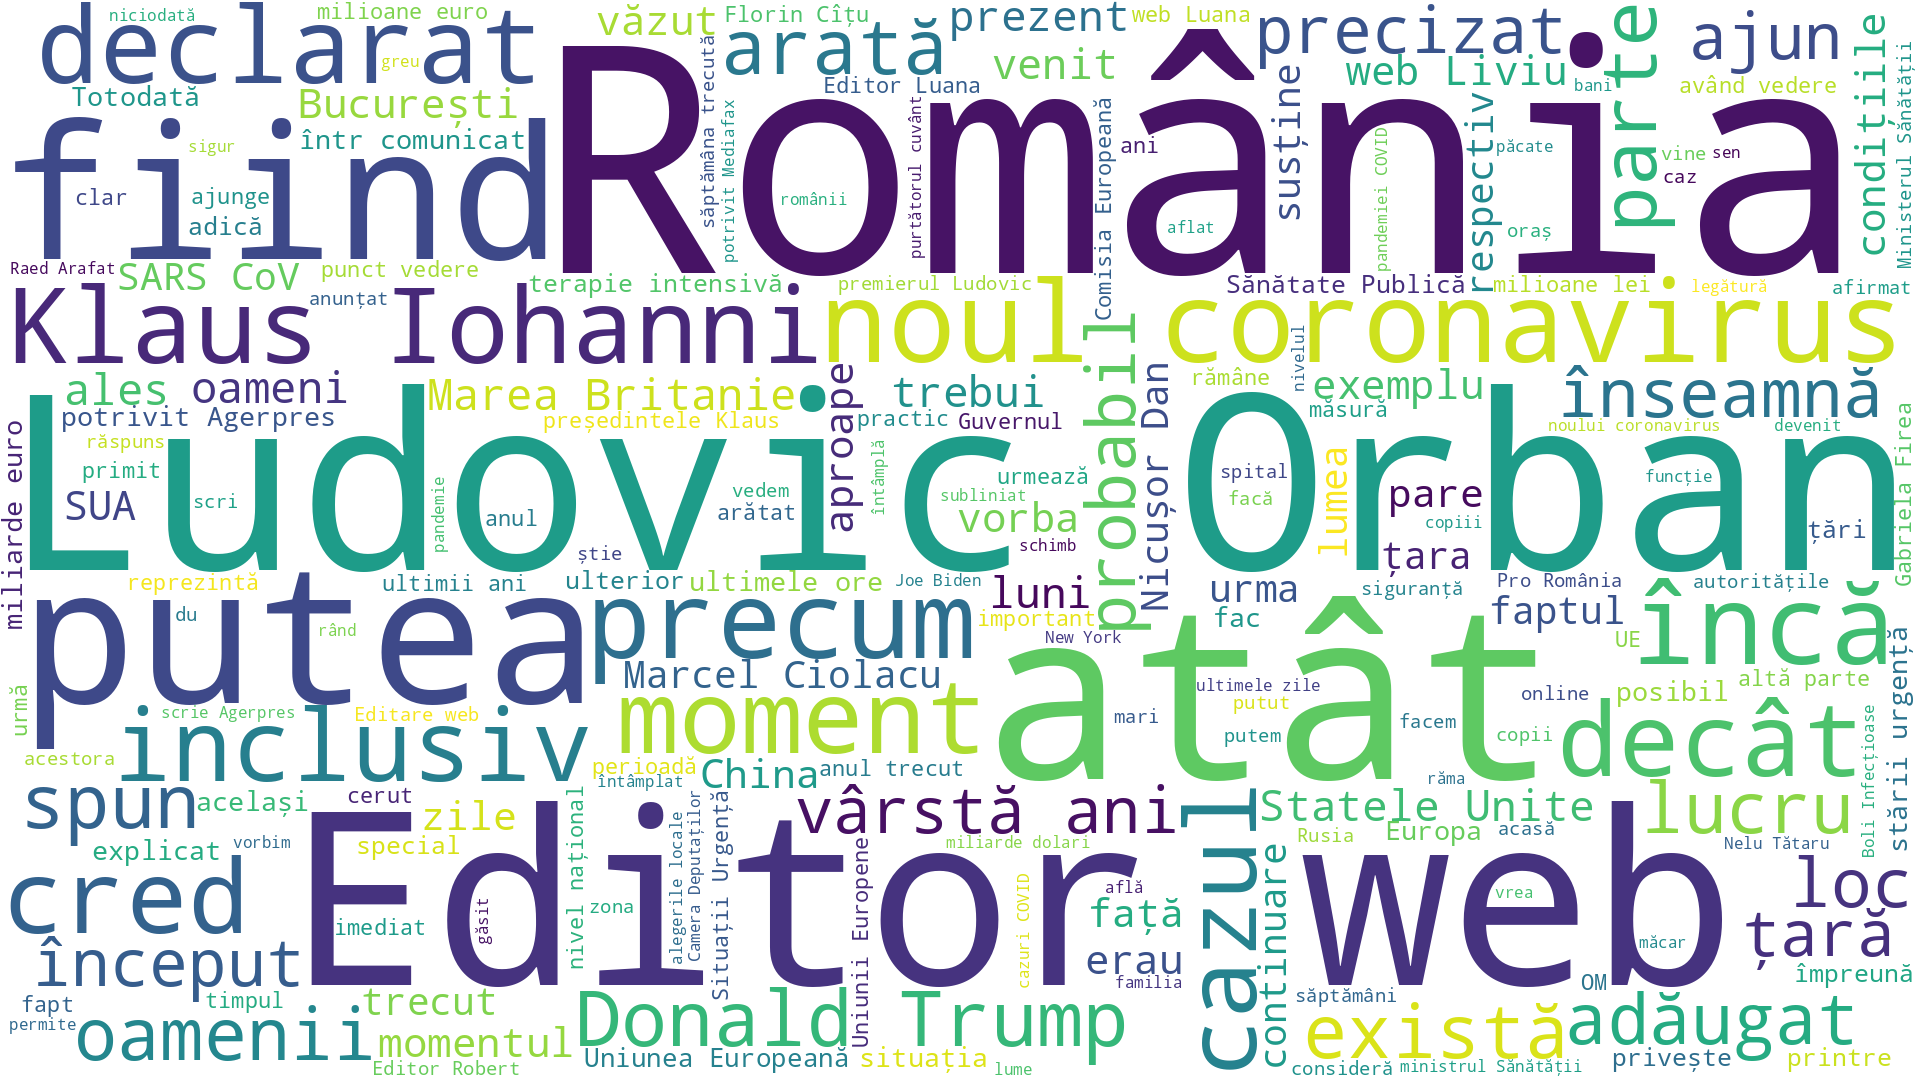 niciodată
milioane euro
văzut
Florin Cîțu
prezent
web Luana
precizat
declarat
arată
ajun
greu
venit
web Liviu
parte
condițiile
Ministerul Sănătății
Totodată
București
Editor Luana
bani
având vedere
România
fiind
într comunicat
săptămâna trecută
potrivit Mediafax
purtătorul cuvânt
Comisia Europeană
ani
susține
pandemiei COVID
respectiv
păcate
vine
sen
caz
sigur
clar
ajunge
adică
românii
aflat
oraș
Raed Arafat
SARS CoV
punct vedere
terapie intensivă
premierul Ludovic
Sănătate Publică
milioane lei
legătură
afirmat
anunțat
Klaus Iohanni
noul
coronavirus
nivelul
ales
oameni
Marea Britanie
aproape
trebui
probabil
Nicușor Dan
rămâne
exemplu
înseamnă
potrivit Agerpres
președintele Klaus
practic
Guvernul
măsură
noului coronavirus
devenit
Gabriela Firea
miliarde euro
răspuns
primit
SUA
scri
Ludovic
Orban
pandemie
anul
vedem
arătat
întâmplă
urmează
subliniat
vorba
schimb
spital
facă
lumea
pare
copiii
funcție
țări
țara
știe
reprezintă
ultimii ani
ulterior
ultimele ore
Joe Biden
luni
urma
siguranță
Pro România
autoritățile
du
rând
putea
precum
important
fac
faptul
încă
New York
UE
atât
Marcel Ciolacu
ultimele zile
putut
online
posibil
altă parte
stării urgență
urmă
scrie Agerpres
Editare web
moment
mari
putem
facem
copii
decât
acestora
inclusiv
perioadă
întâmplat
China
anul trecut
răma
Boli Infecțioase
spun
același
cerut
zile
nivel național
alegerile locale
Camera Deputaților
Situații Urgență
vârstă ani
cazul
Statele Unite
lucru
explicat
vorbim
special
miliarde dolari
Rusia
Europa
acasă
Nelu Tătaru
Editor
web
cred
găsit
imediat
zona
Uniunii Europene
cazuri COVID
află
față
continuare
vrea
loc
țară
început
erau
familia
măcar
împreună
fapt
timpul
trecut
săptămâni
OM
permite
oamenii
momentul
Donald Trump
există
adăugat
Editor Robert
Uniunea Europeană
situația
lume
consideră
ministrul Sănătății
privește
printre